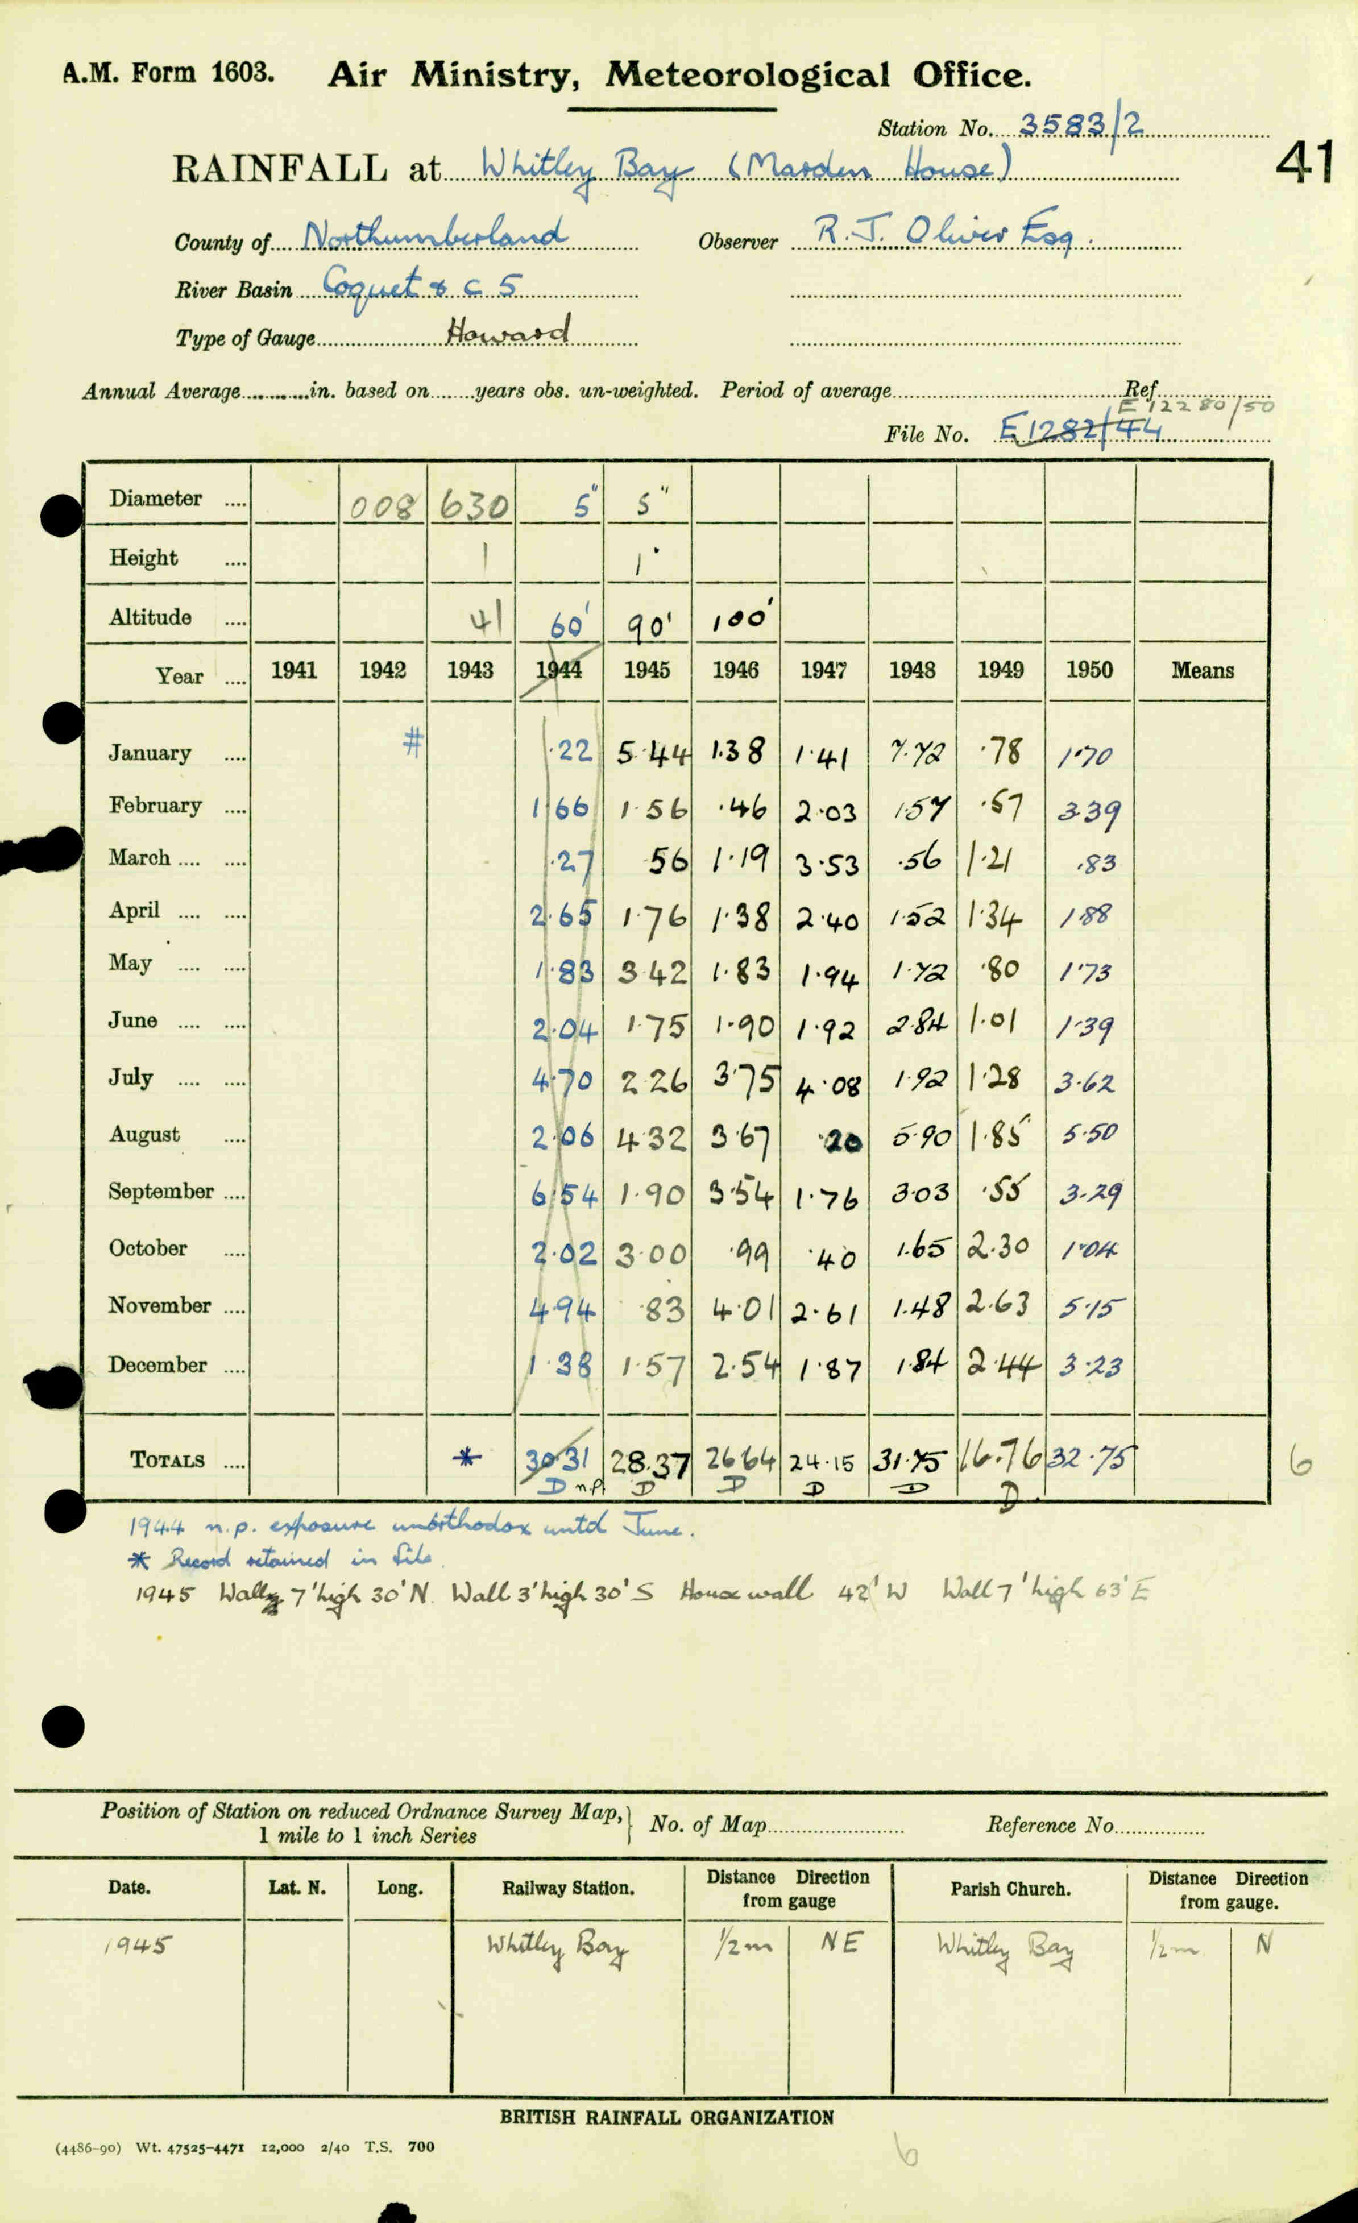 A.M. Form 1603. Air Ministry, Meteorological Office.
Station No. 3583/2
41
RAINFALL at Whitley Bay (Marden House)
County of Northumberland Observer R. J. Oliver Esq.
River Basin Coquet & C 5
Type of Gauge Howard
Annual Average in. based on years obs. un-weighted. Period of average Ref.
E 12280/50
File No. E1282/44
Diameter 008 630 5" 5"
Height 1 1'
Altitude 41 60' 90' 100'
Year 1941 1942 1943 1944 1945 1946 1947 1948 1949 1950 Means
January # .22 5.44 1.38 1.41 7.72 .78 1.70
February 1.66 1.56 .46 2.03 1.57 .57 3.39
March .27 56 1.19 3.53 .56 1.21 .83
April 2.65 1.76 1.38 2.40 1.52 1.34 1.88
May 1.83 3.42 1.83 1.94 1.72 .80 1.73
June 2.04 1.75 1.90 1.92 2.84 1.01 1.39
July 4.70 2.26 3.75 4.08 1.92 1.28 3.62
August 2.06 4.32 3.67 .20 5.90 1.85 5.50
September 6.54 1.90 3.54 1.76 3.03 .55 3.29
October 2.02 3.00 .99 .40 1.65 2.30 1.04
November 4.94 .83 4.01 2.61 1.48 2.63 5.15
December 1.38 1.57 2.54 1.87 1.84 2.44 3.23
TOTALS * 30.31 28.37 26.64 24.15 31.75 16.76 32.75 6
D n.p. D D D D D.
1944 n.p. exposure unorthodox until June.
* Record retained in file.
1945 Wall 7' high 30' N Wall 3' high 30' S House wall 42' W Wall 7' high 63' E
Position of Station on reduced Ordnance Survey Map, 1 mile to 1 inch Series No. of Map Reference No.
Date. Lat. N. Long. Railway Station. Distance Direction from gauge Parish Church. Distance Direction from gauge.
1945 Whitley Bay 1/2 m NE Whitley Bay 1/2 m N
BRITISH RAINFALL ORGANIZATION
(4486-90) Wt. 47525-4471 12,000 2/40 T.S. 700
6